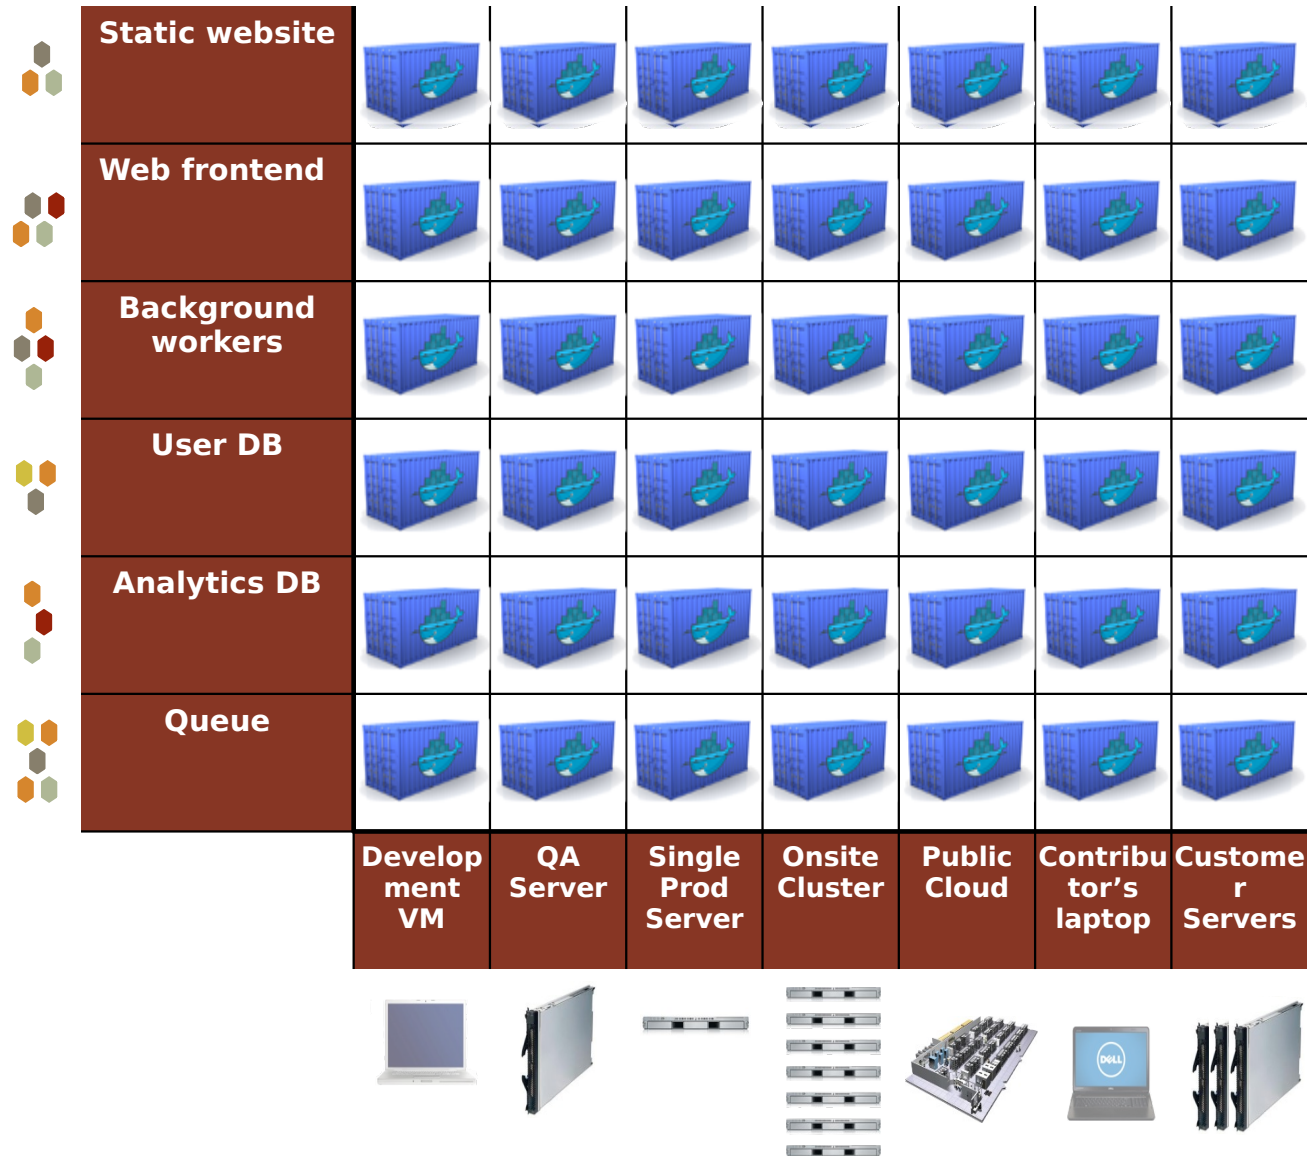 Static website
Web frontend
Background
workers
User DB
Analytics DB
Queue
Develop
ment
VM
QA
Server
Single
Prod
Server
Onsite
Cluster
Public
Cloud
Contribu
tor’s
laptop
Custome
r
Servers
DELL